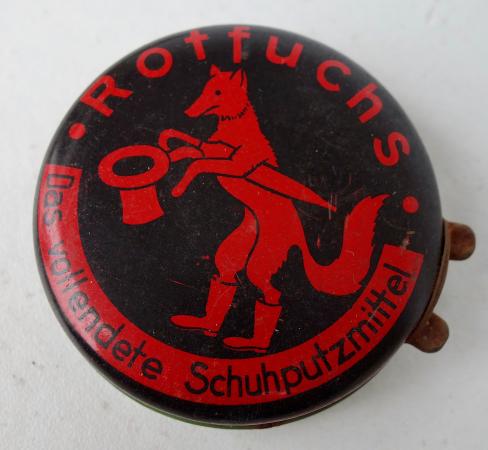 • Rotfuchs •
Das vollendete Schuhputzmittel